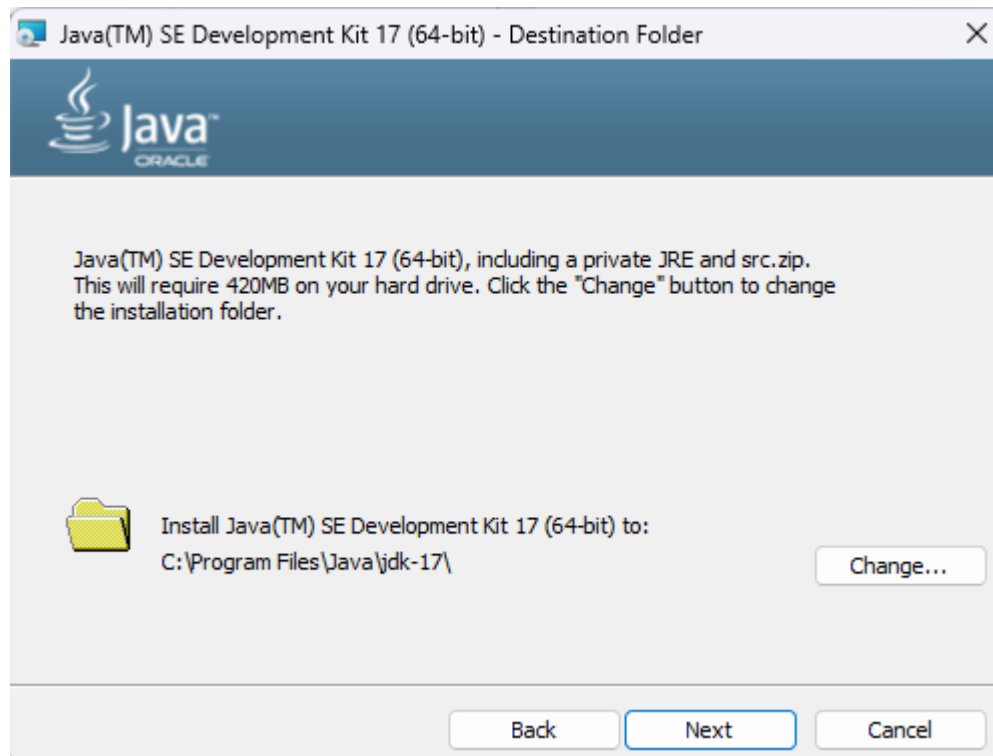 Java(TM) SE Development Kit 17 (64-bit) - Destination Folder
Java™
ORACLE
Java(TM) SE Development Kit 17 (64-bit), including a private JRE and src.zip.
This will require 420MB on your hard drive. Click the "Change" button to change
the installation folder.
Install Java(TM) SE Development Kit 17 (64-bit) to:
C:\Program Files\Java\jdk-17\
Change...
Back
Next
Cancel